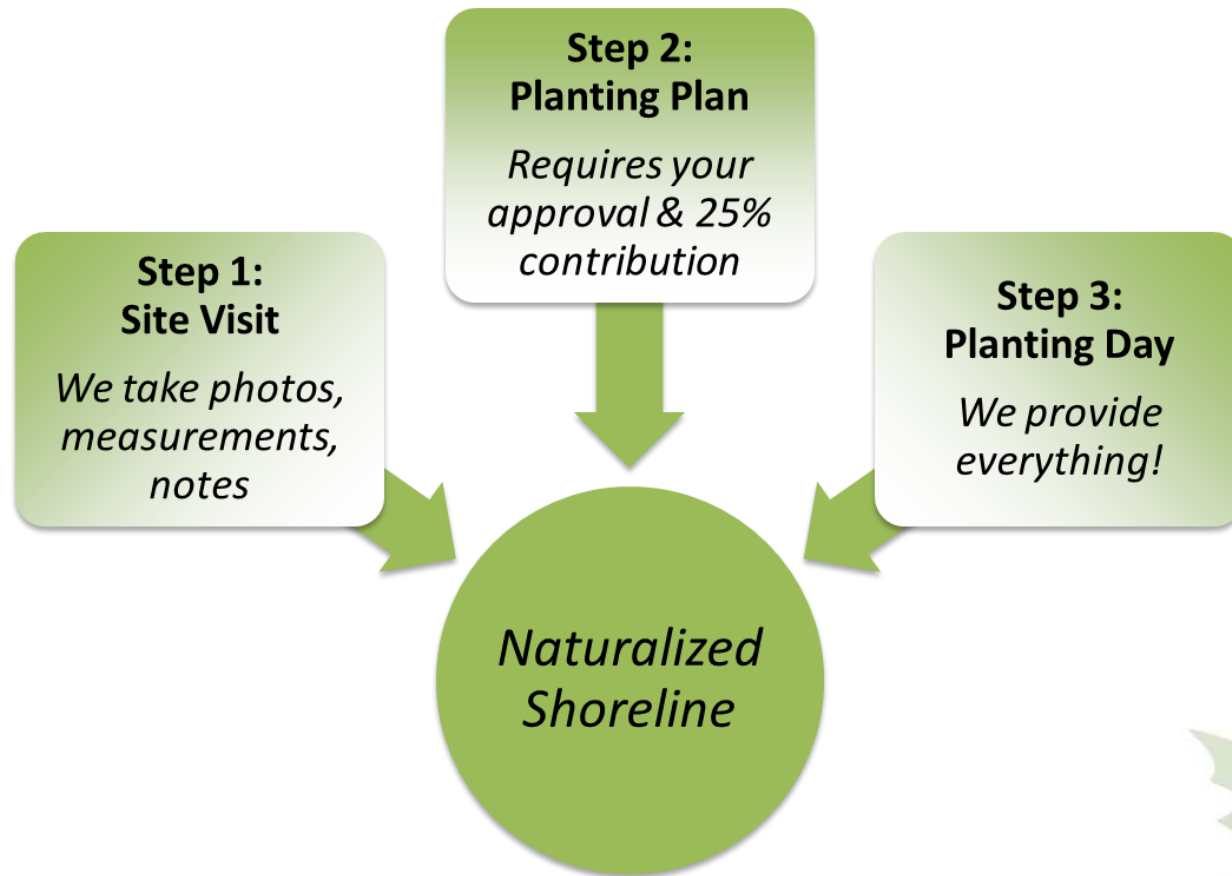 Step 1:
Site Visit
We take photos,
measurements,
notes
Step 2:
Planting Plan
Requires your
approval & 25%
contribution
Step 3:
Planting Day
We provide
everything!
Naturalized
Shoreline